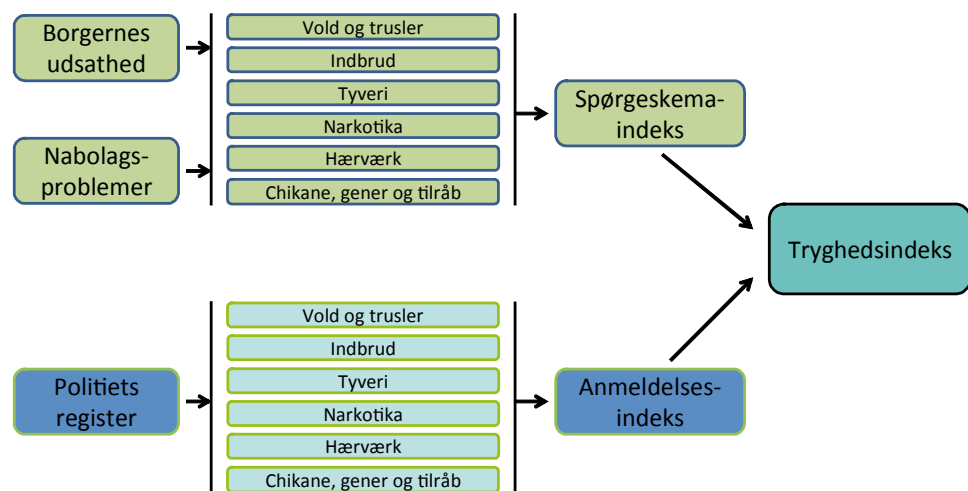 Borgernes
udsathed
Nabolags-
problemer
Vold og trusler
Indbrud
Tyveri
Narkotika
Hærværk
Chikane, gener og tilråb
Spørgeskema-
indeks
Tryghedsindeks
Politiets
register
Vold og trusler
Indbrud
Tyveri
Narkotika
Hærværk
Chikane, gener og tilråb
Anmeldelses-
indeks